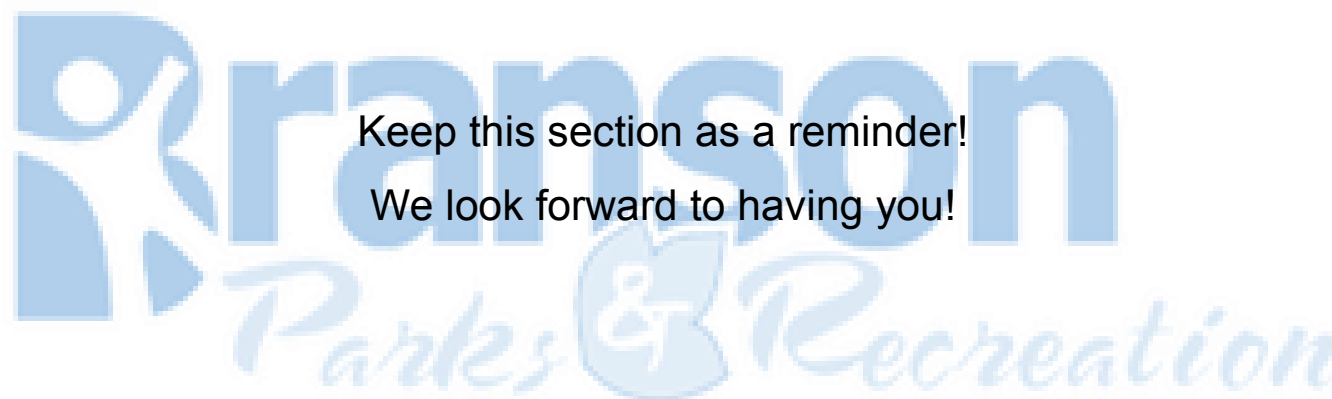 Branson
Keep this section as a reminder!
We look forward to having you!
Parks & Recreation